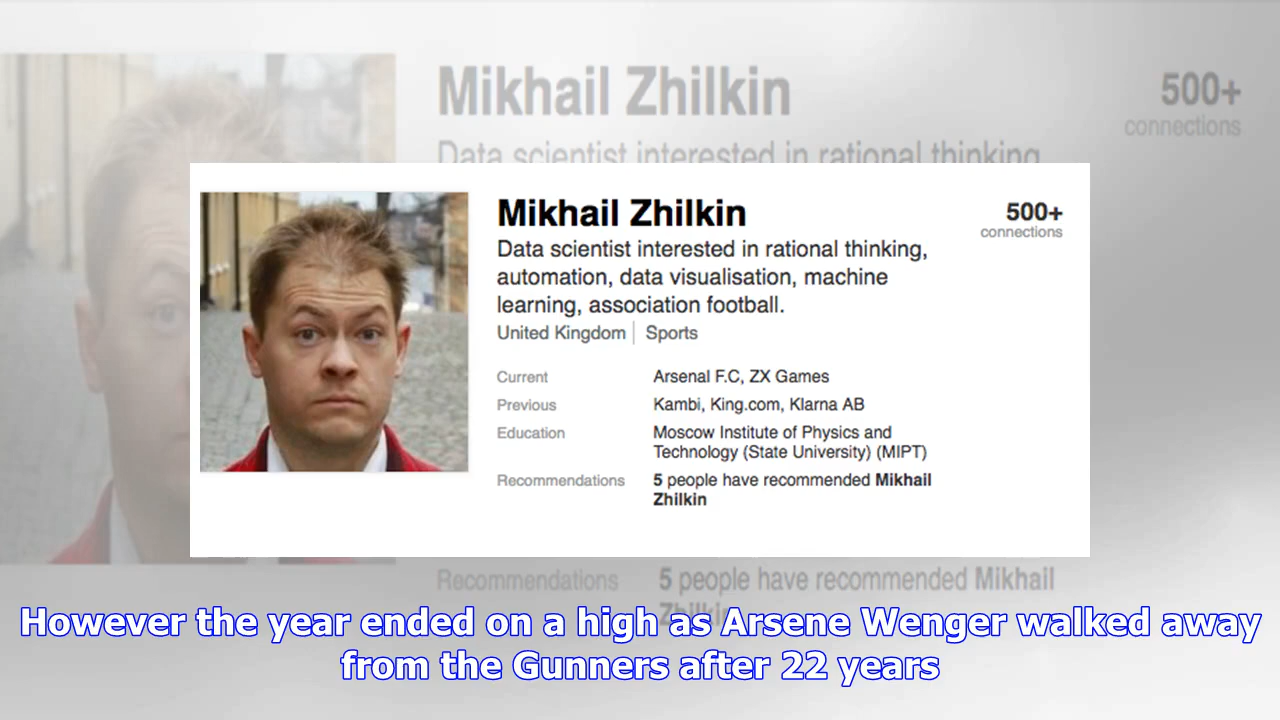 Mikhail Zhilkin
500+
connections
Data scientist interested in rational thinking,
Mikhail Zhilkin
500+
connections
Data scientist interested in rational thinking,
automation, data visualisation, machine
learning, association football.
United Kingdom | Sports
Current Arsenal F.C, ZX Games
Previous Kambi, King.com, Klarna AB
Education Moscow Institute of Physics and
Technology (State University) (MIPT)
Recommendations 5 people have recommended Mikhail
Zhilkin
Recommendations 5 people have recommended Mikhail
Zhilkin
However the year ended on a high as Arsene Wenger walked away
from the Gunners after 22 years